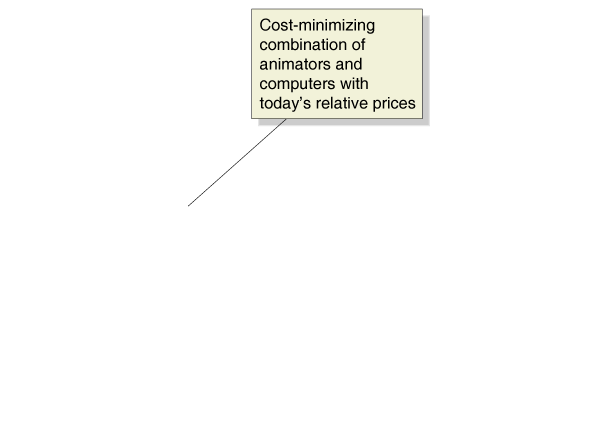 Cost-minimizing
combination of
animators and
computers with
today’s relative prices